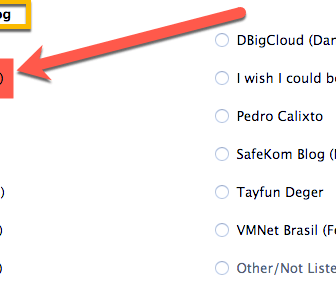 og
DBigCloud (Dar
)
I wish I could be
Pedro Calixto
SafeKom Blog (
)
Tayfun Deger
)
VMNet Brasil (F
)
Other/Not Liste